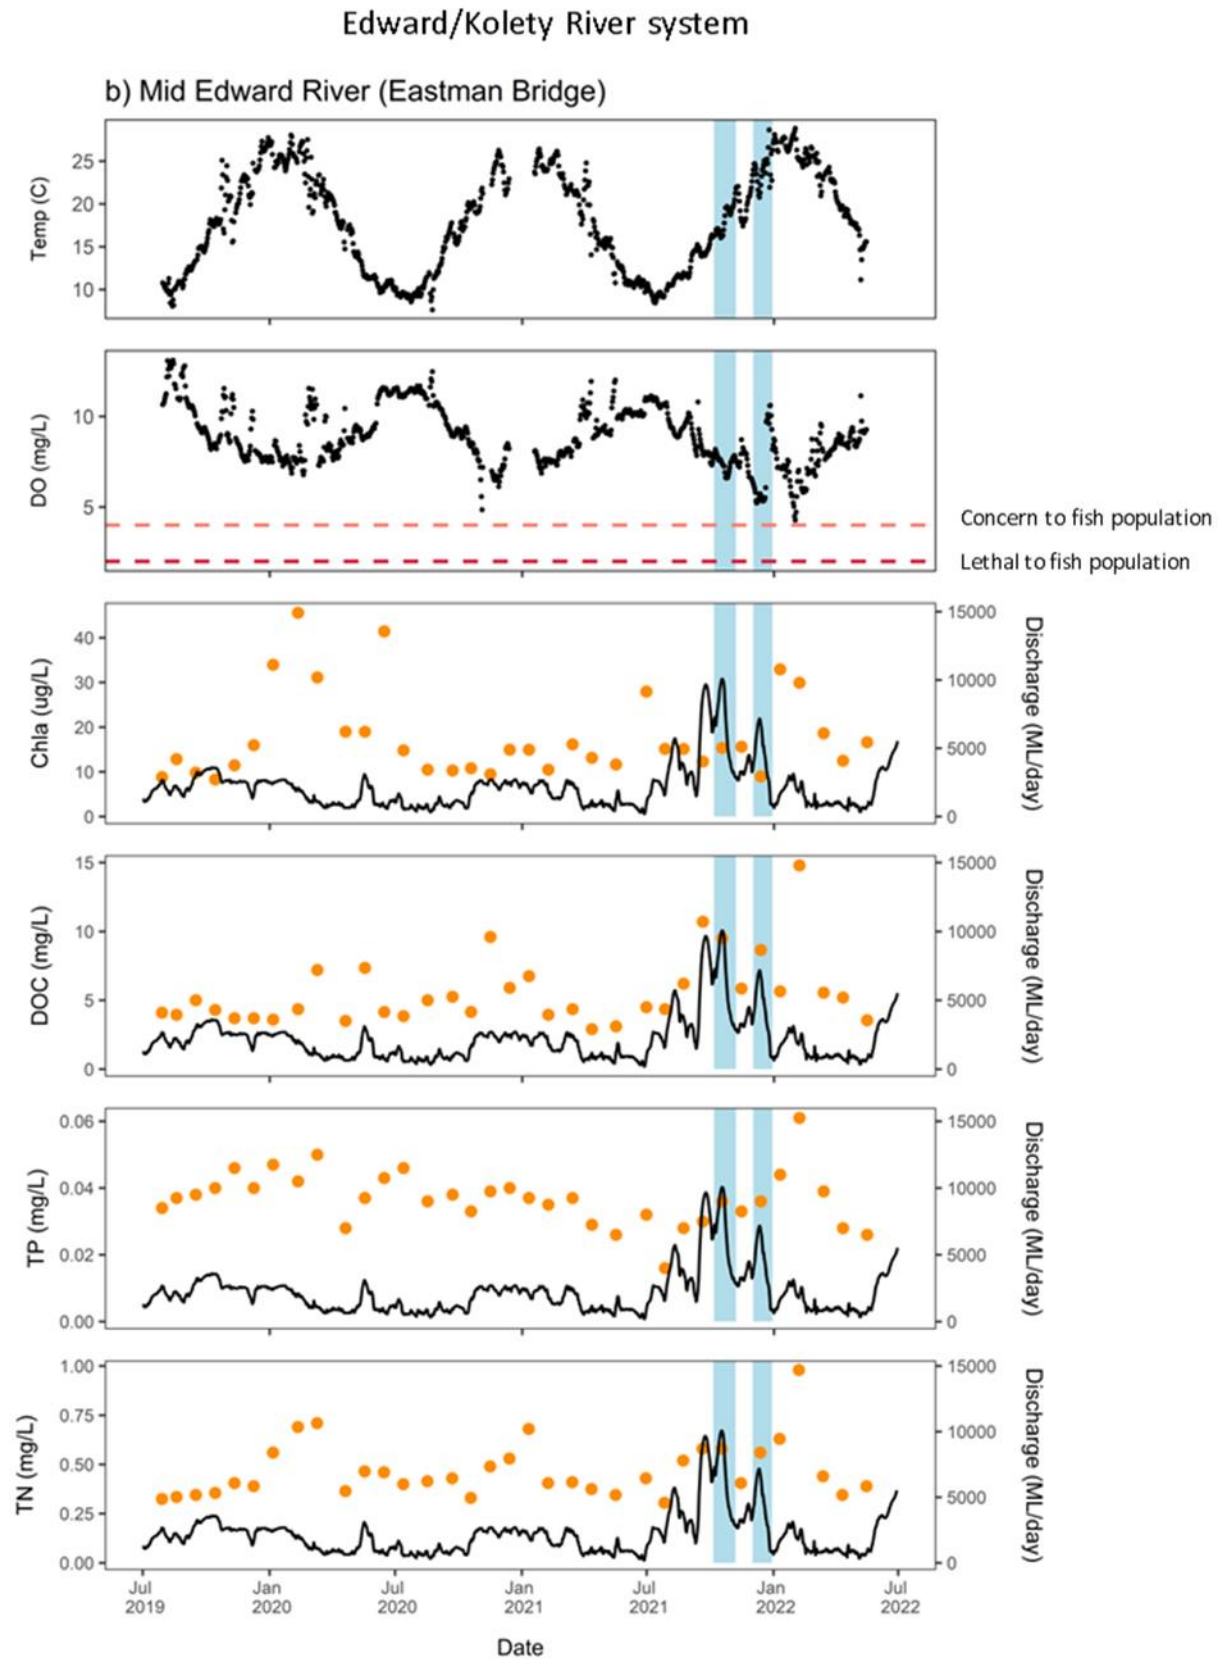 Edward/Kolety River system
b) Mid Edward River (Eastman Bridge)
Temp (C)
25
20
15
10
DO (mg/L)
10
5
Concern to fish population
Lethal to fish population
Chla (ug/L)
40
30
20
10
0
15000
10000
5000
0
Discharge (ML/day)
DOC (mg/L)
15
10
5
0
15000
10000
5000
0
Discharge (ML/day)
TP (mg/L)
0.06
0.04
0.02
0.00
15000
10000
5000
0
Discharge (ML/day)
TN (mg/L)
1.00
0.75
0.50
0.25
0.00
15000
10000
5000
0
Discharge (ML/day)
Jul Jan Jul Jan Jul Jan Jul
2019 2020 2020 2021 2021 2022 2022
Date